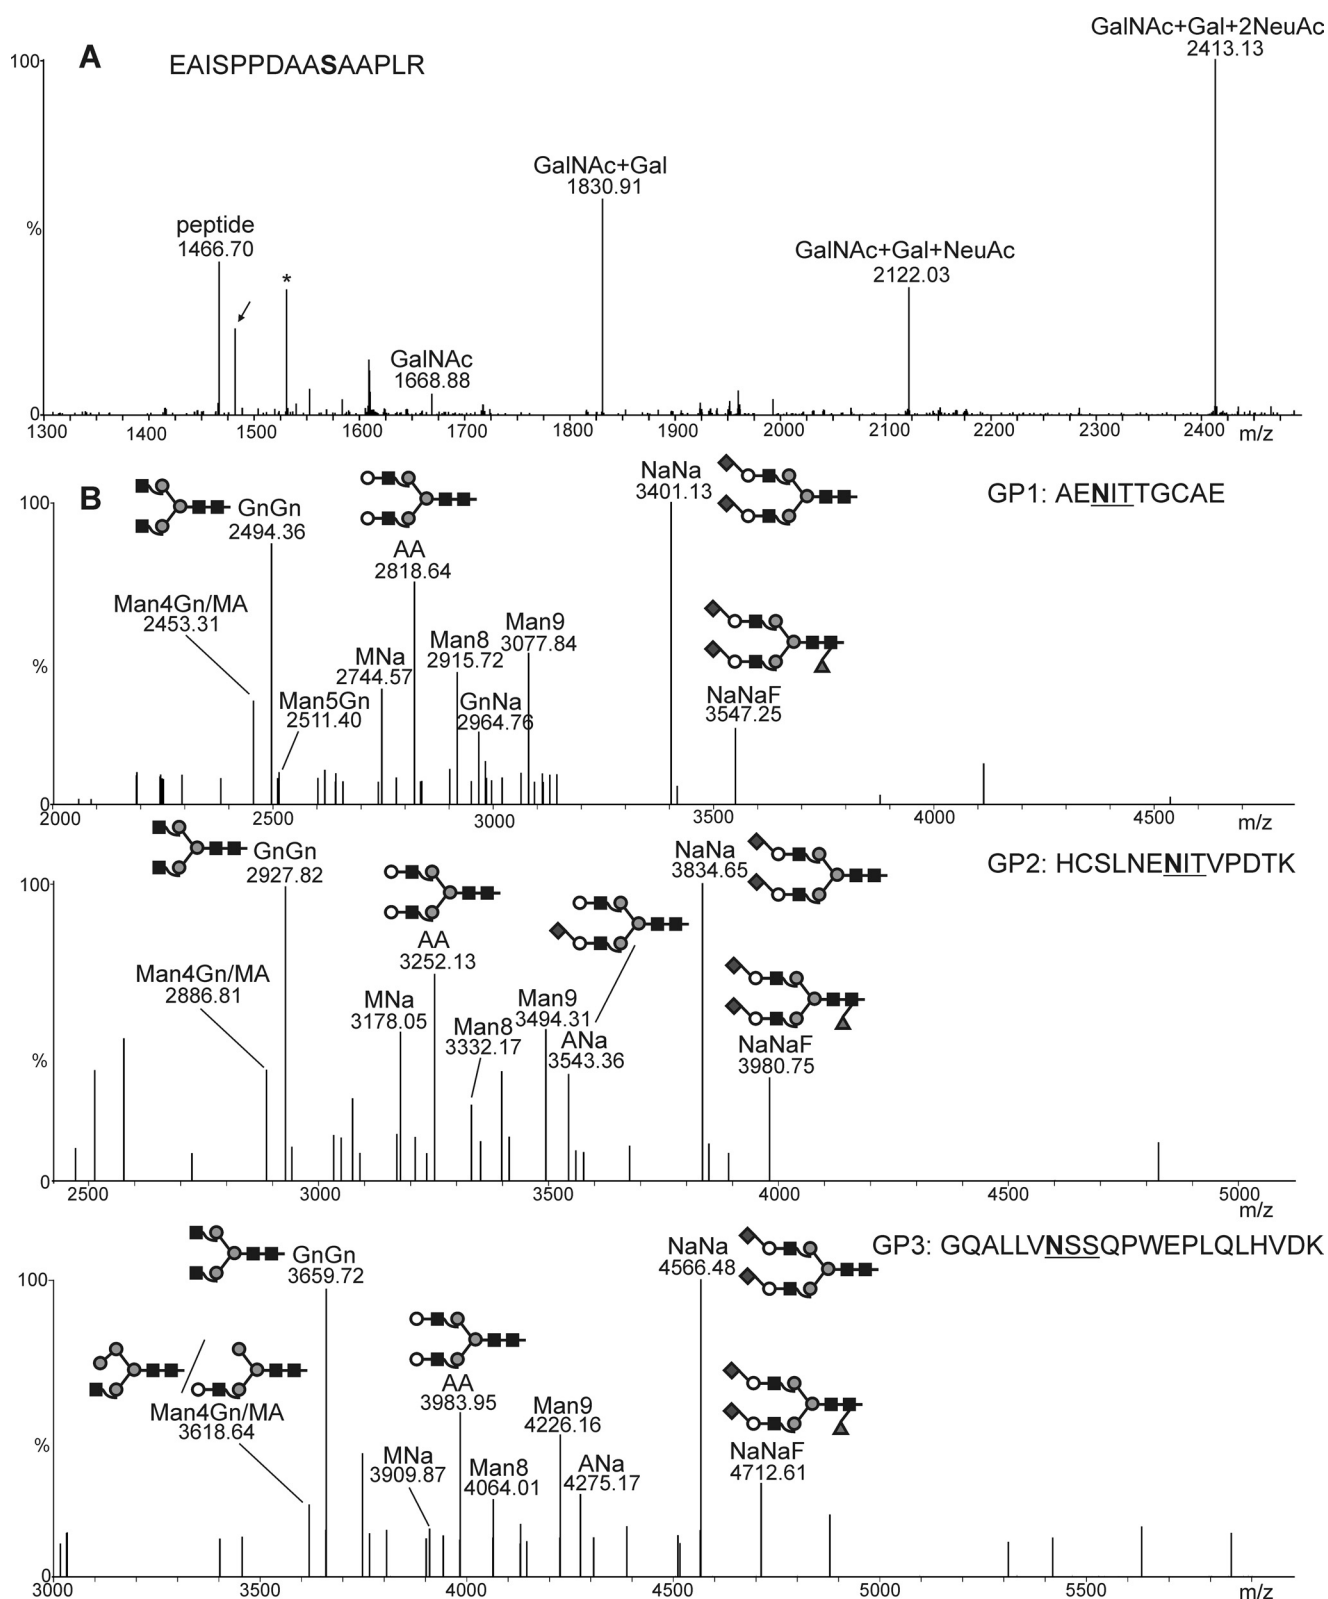 A
EAISPPDAASAAPLR
100
%
0
peptide
1466.70
*
GalNAc
1668.88
GalNAc+Gal
1830.91
GalNAc+Gal+NeuAc
2122.03
GalNAc+Gal+2NeuAc
2413.13
1300 1400 1500 1600 1700 1800 1900 2000 2100 2200 2300 2400 m/z
B
GP1: AENITTGCAE
100
%
0
GnGn
2494.36
Man4Gn/MA
2453.31
Man5Gn
2511.40
MNa
2744.57
AA
2818.64
Man8
2915.72
GnNa
2964.76
Man9
3077.84
NaNa
3401.13
NaNaF
3547.25
2000 2500 3000 3500 4000 4500 m/z
GP2: HCSLNENITVPDTK
100
%
0
GnGn
2927.82
Man4Gn/MA
2886.81
MNa
3178.05
AA
3252.13
Man8
3332.17
Man9
3494.31
ANa
3543.36
NaNa
3834.65
NaNaF
3980.75
2500 3000 3500 4000 4500 5000
m/z
GP3: GQALLVNSSQPWEPLQLHVDK
100
%
0
GnGn
3659.72
Man4Gn/MA
3618.64
MNa
3909.87
AA
3983.95
Man8
4064.01
Man9
4226.16
ANa
4275.17
NaNa
4566.48
NaNaF
4712.61
3000 3500 4000 4500 5000 5500 m/z